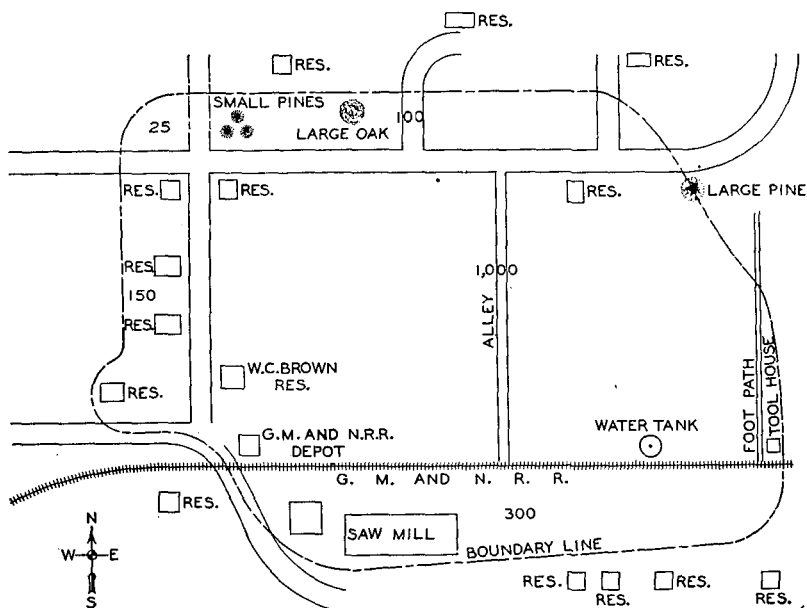 RES.
RES.
RES.
SMALL PINES
25
100
LARGE OAK
RES.
RES.
RES.
LARGE PINE
RES.
1,000
150
ALLEY
RES.
W.C.BROWN
RES.
RES.
FOOT PATH
TOOL HOUSE
G.M. AND N.R.R.
DEPOT
WATER TANK
G. M. AND N. R. R.
RES.
300
SAW MILL
BOUNDARY LINE
N
W E
S
RES.
RES.
RES.
RES.